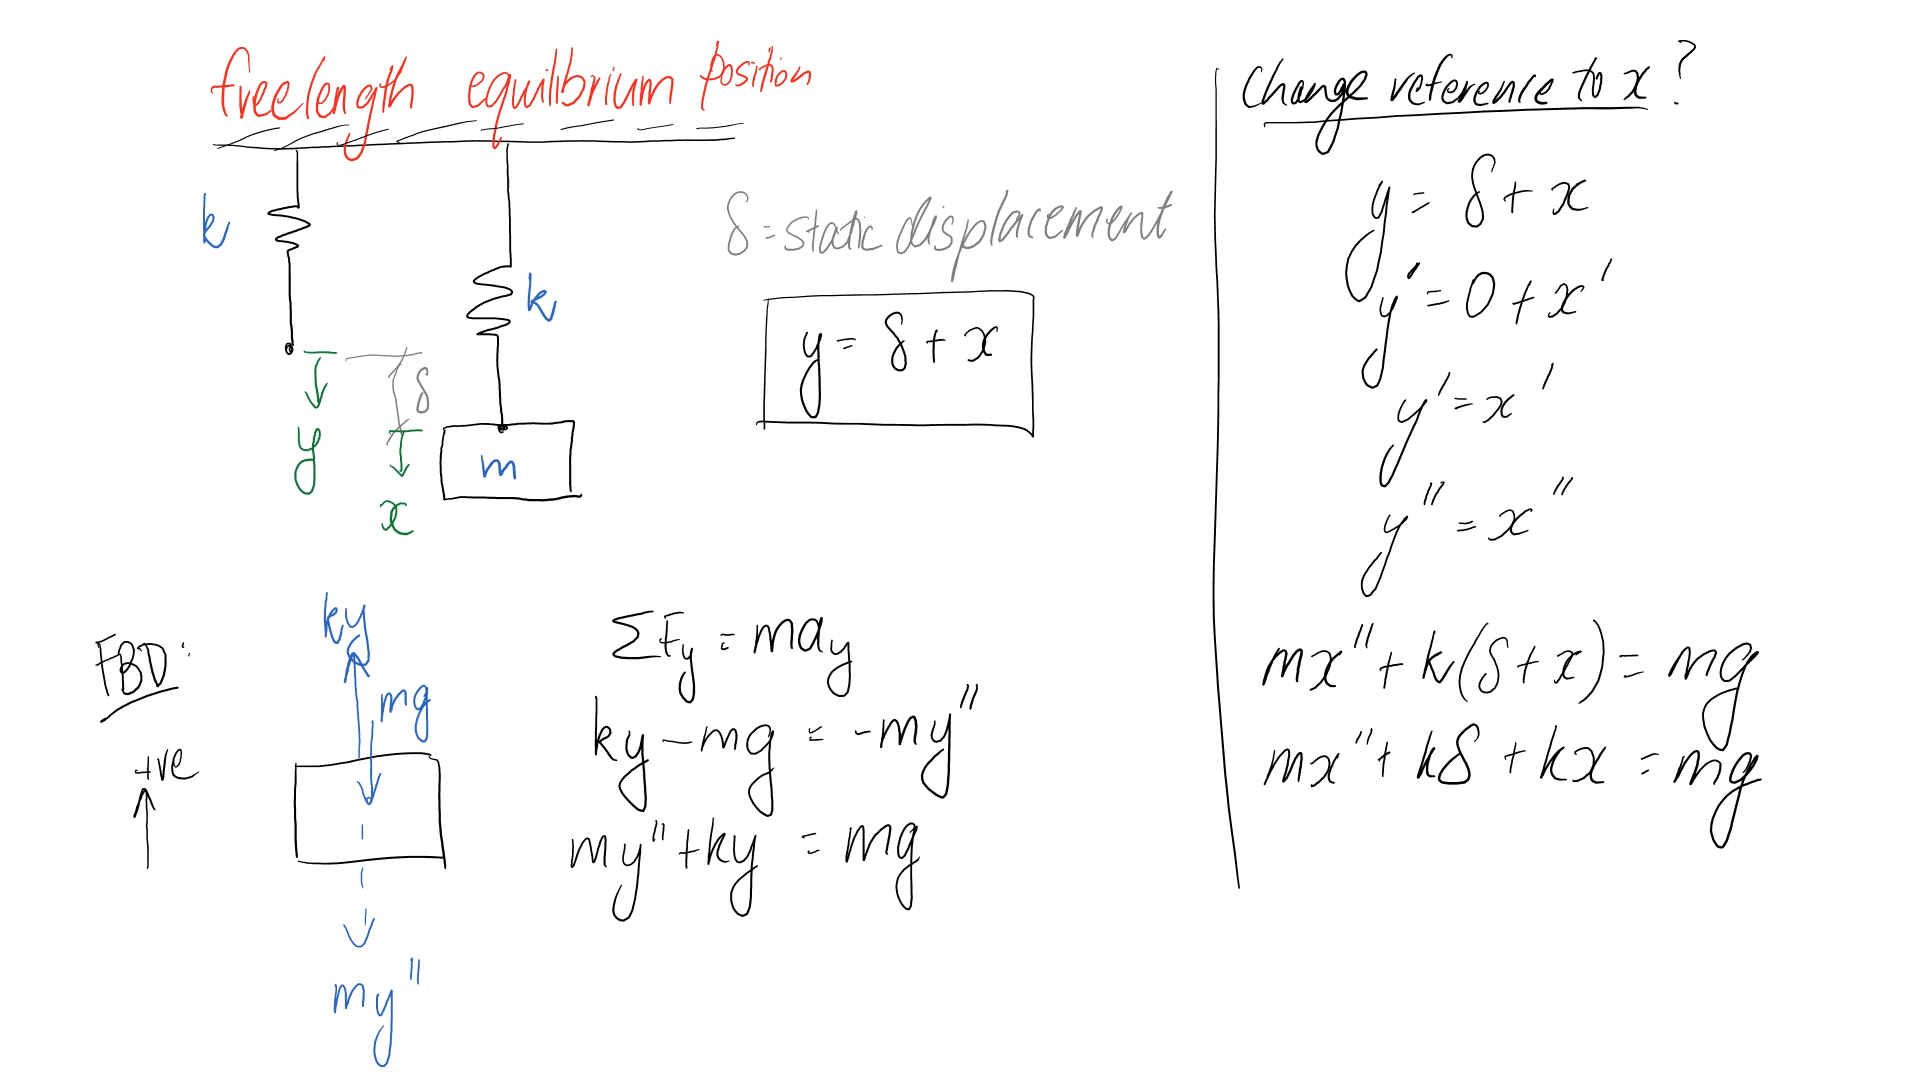 freelength equilibrium position
k
k
δ = static displacement
y = δ + x
δ
y
m
x
FBD:
+ve
ky
mg
my"
ΣFy = may
ky - mg = -my"
my" + ky = mg
Change reference to x?
y = δ + x
y' = 0 + x'
y' = x'
y" = x"
mx" + k(δ + x) = mg
mx" + kδ + kx = mg